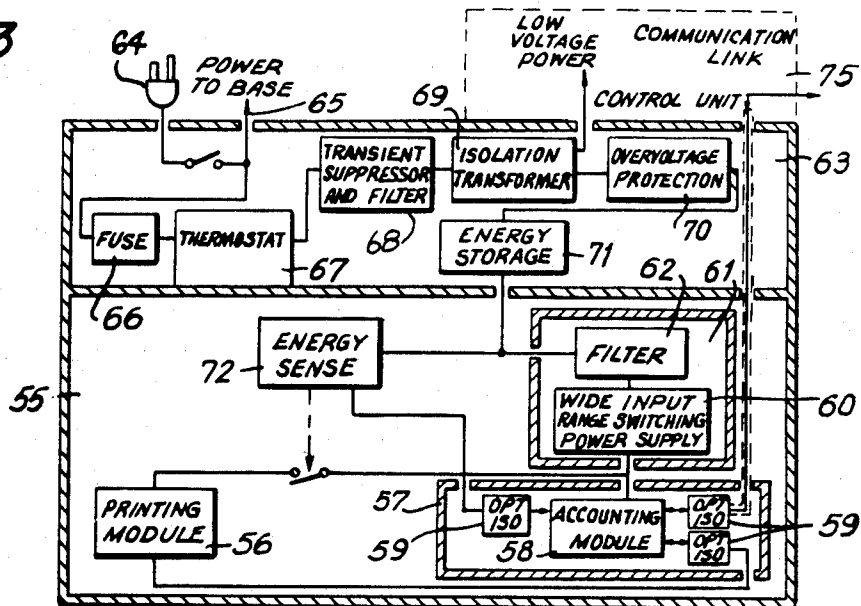 3
64
POWER
TO BASE
65
LOW
VOLTAGE
POWER
COMMUNICATION
LINK
75
CONTROL UNIT
69
63
TRANSIENT
SUPPRESSOR
AND FILTER
68
ISOLATION
TRANSFORMER
OVERVOLTAGE
PROTECTION
70
FUSE
66
THERMOSTAT
67
ENERGY
STORAGE
71
62
61
ENERGY
SENSE
72
FILTER
55
WIDE INPUT
RANGE SWITCHING
POWER SUPPLY
60
PRINTING
MODULE
56
57
OPT
ISO
59
ACCOUNTING
MODULE
58
OPT
ISO
59
OPT
ISO